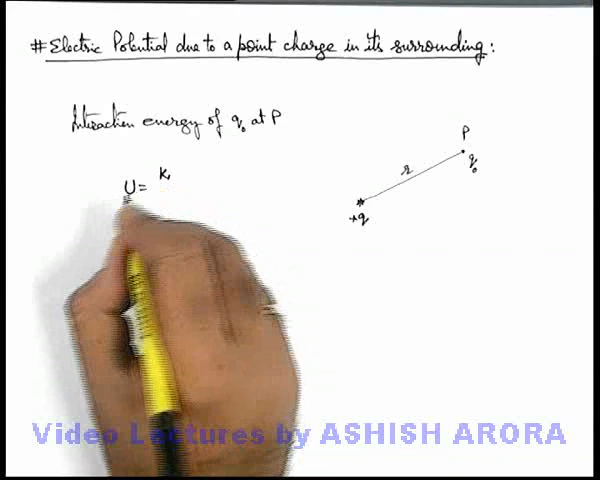 # Electric Potential due to a point charge in its surrounding:
Interaction energy of q₀ at P
P
r
q₀
U = K
+q
Video Lectures by ASHISH ARORA